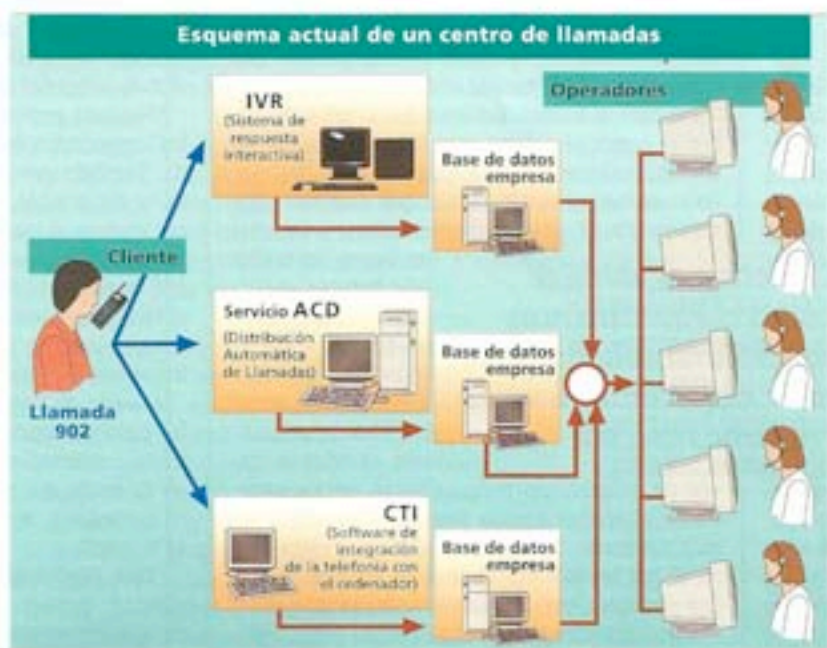 Esquema actual de un centro de llamadas
Operadores
IVR
(Sistema de
respuesta
interactiva)
Base de datos
empresa
Cliente
Llamada
902
Servicio ACD
(Distribución
Automática
de Llamadas)
Base de datos
empresa
CTI
(Software de
integración
de la telefonía con
el ordenador)
Base de datos
empresa